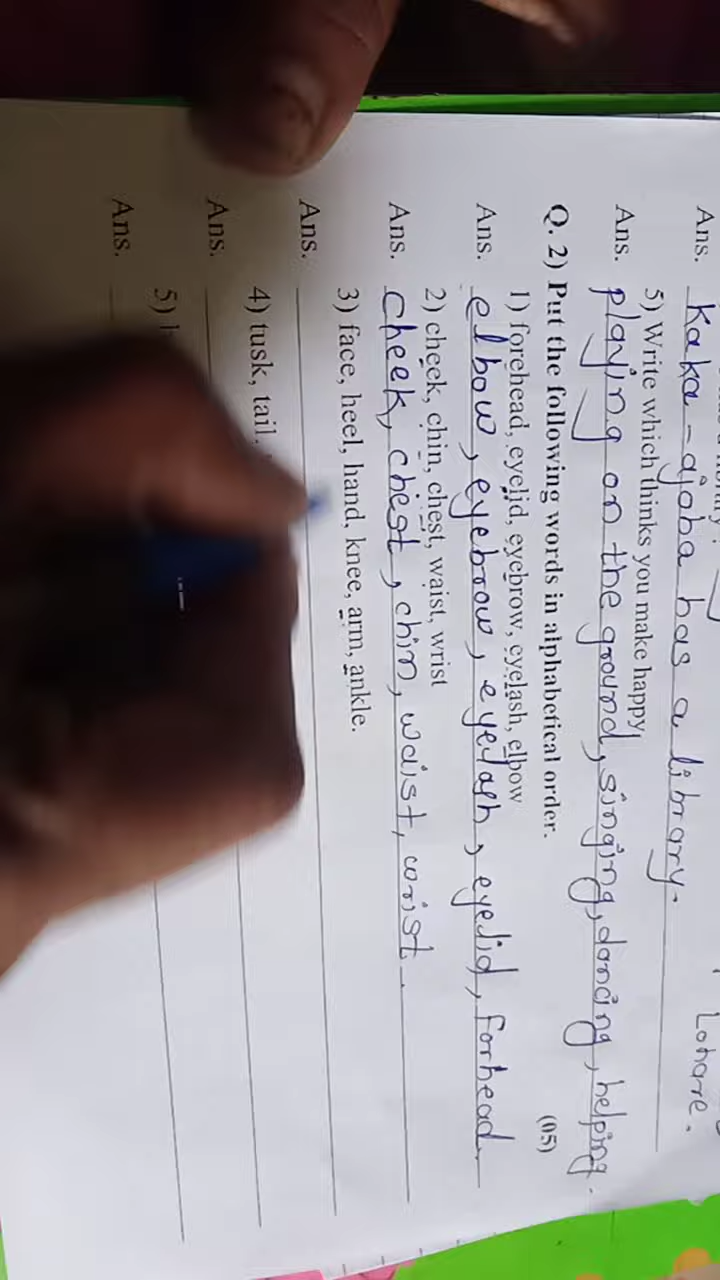 Lohare.
Ans. Kaka-ajoba has a library.
5) Write which thinks you make happy
Ans. playing on the ground, singing, dancing, helping.
Q. 2) Put the following words in alphabetical order. (05)
1) forehead, eyelid, eyebrow, eyelash, elbow
Ans. elbow, eyebrow, eyelash, eyelid, forhead.
2) cheek, chin, chest, waist, wrist
Ans. cheek, chest, chin, waist, wrist.
3) face, heel, hand, knee, arm, ankle.
Ans.
4) tusk, tail,
Ans.
5)
Ans.